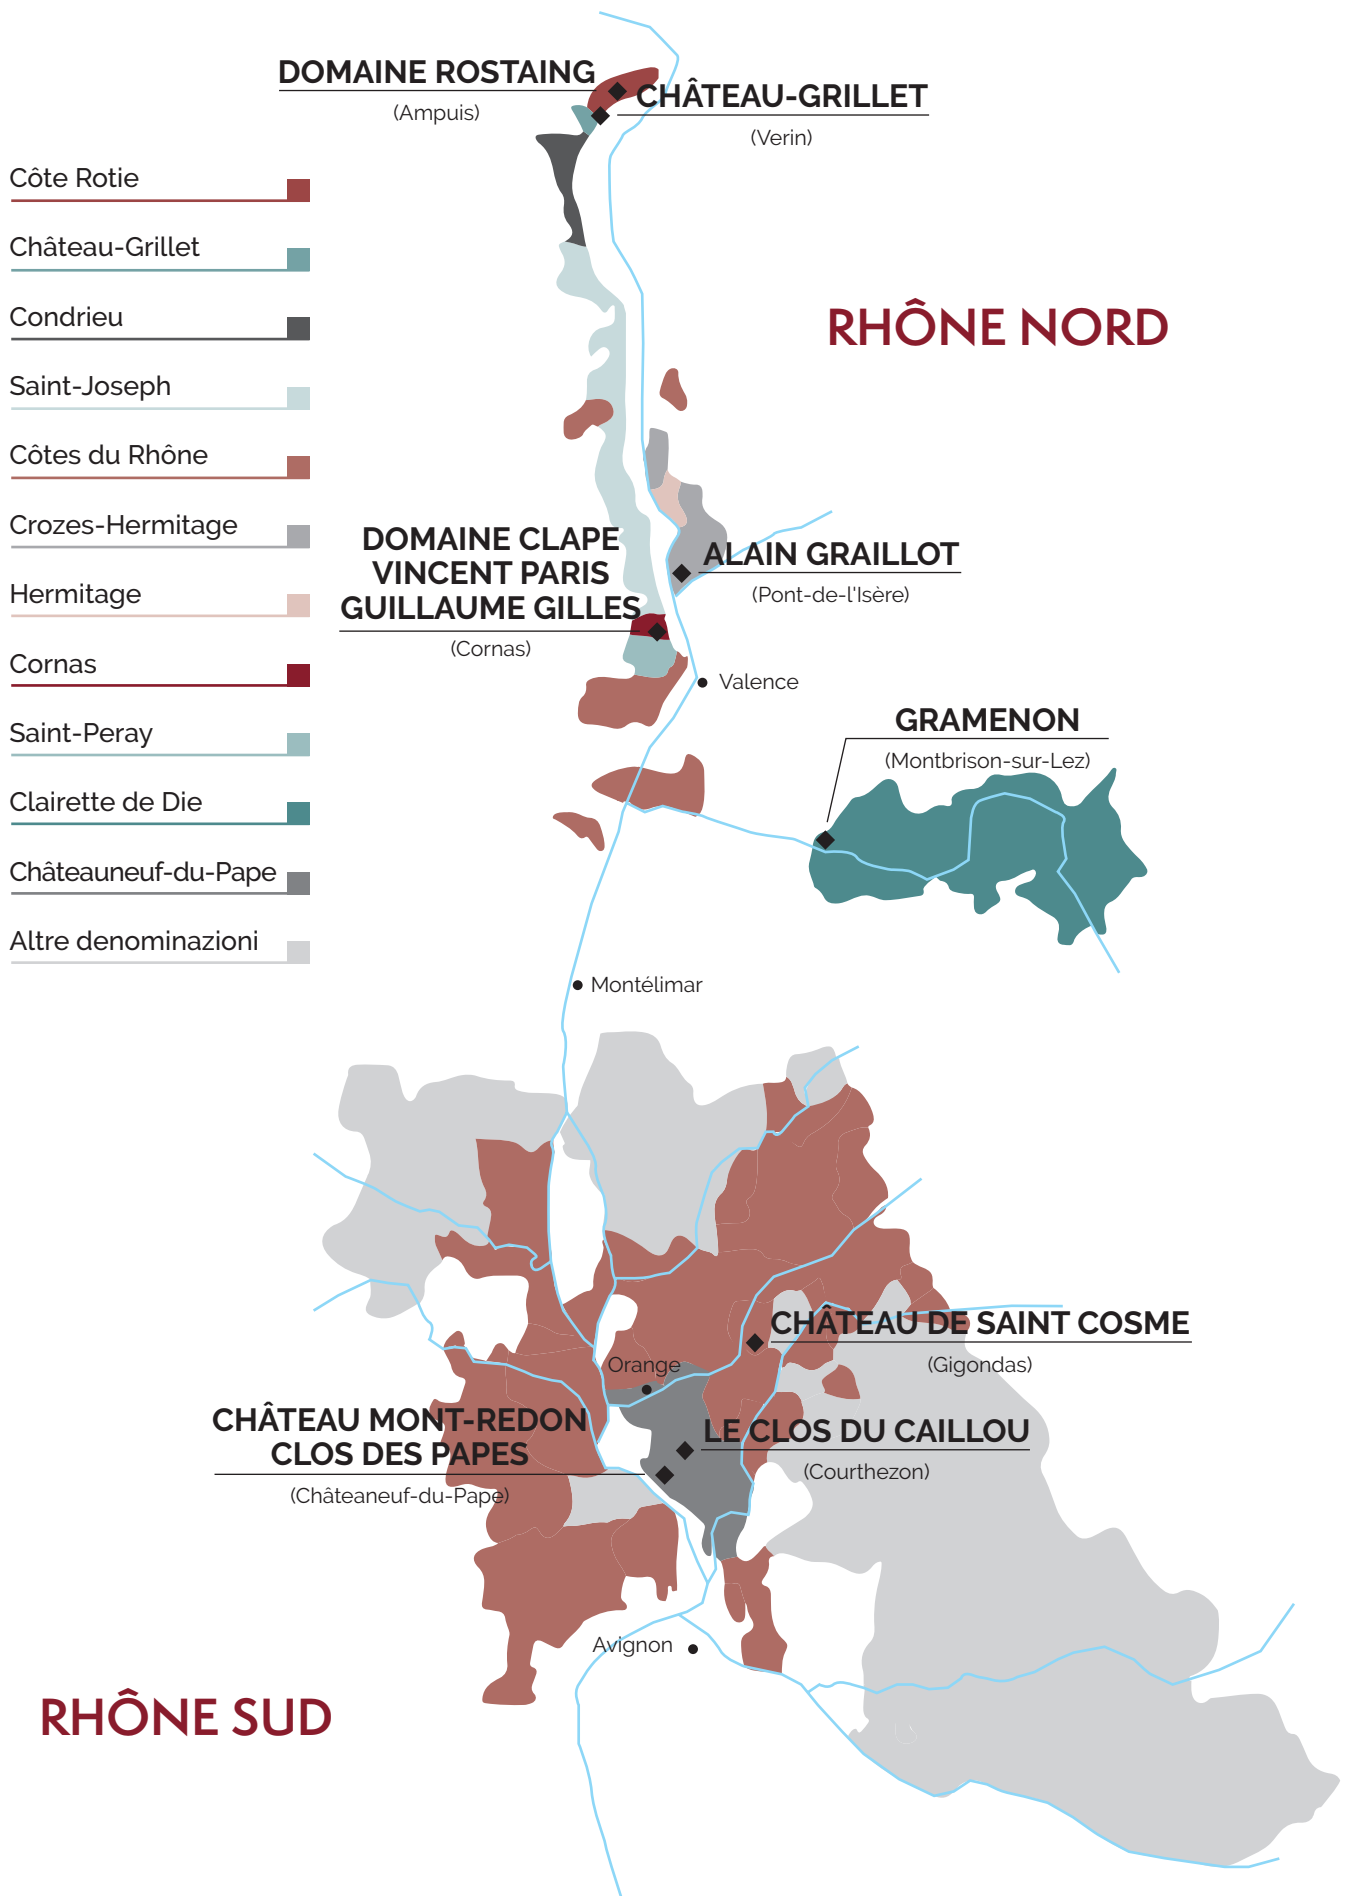 DOMAINE ROSTAING
(Ampuis)
CHÂTEAU-GRILLET
(Verin)
Côte Rotie
Château-Grillet
Condrieu
Saint-Joseph
Côtes du Rhône
Crozes-Hermitage
Hermitage
Cornas
Saint-Peray
Clairette de Die
Châteauneuf-du-Pape
Altre denominazioni
RHÔNE NORD
DOMAINE CLAPE
VINCENT PARIS
GUILLAUME GILLES
(Cornas)
ALAIN GRAILLOT
(Pont-de-l'Isère)
Valence
GRAMENON
(Montbrison-sur-Lez)
Montélimar
CHÂTEAU DE SAINT COSME
(Gigondas)
Orange
CHÂTEAU MONT-REDON
CLOS DES PAPES
(Châteaneuf-du-Pape)
LE CLOS DU CAILLOU
(Courthezon)
Avignon
RHÔNE SUD